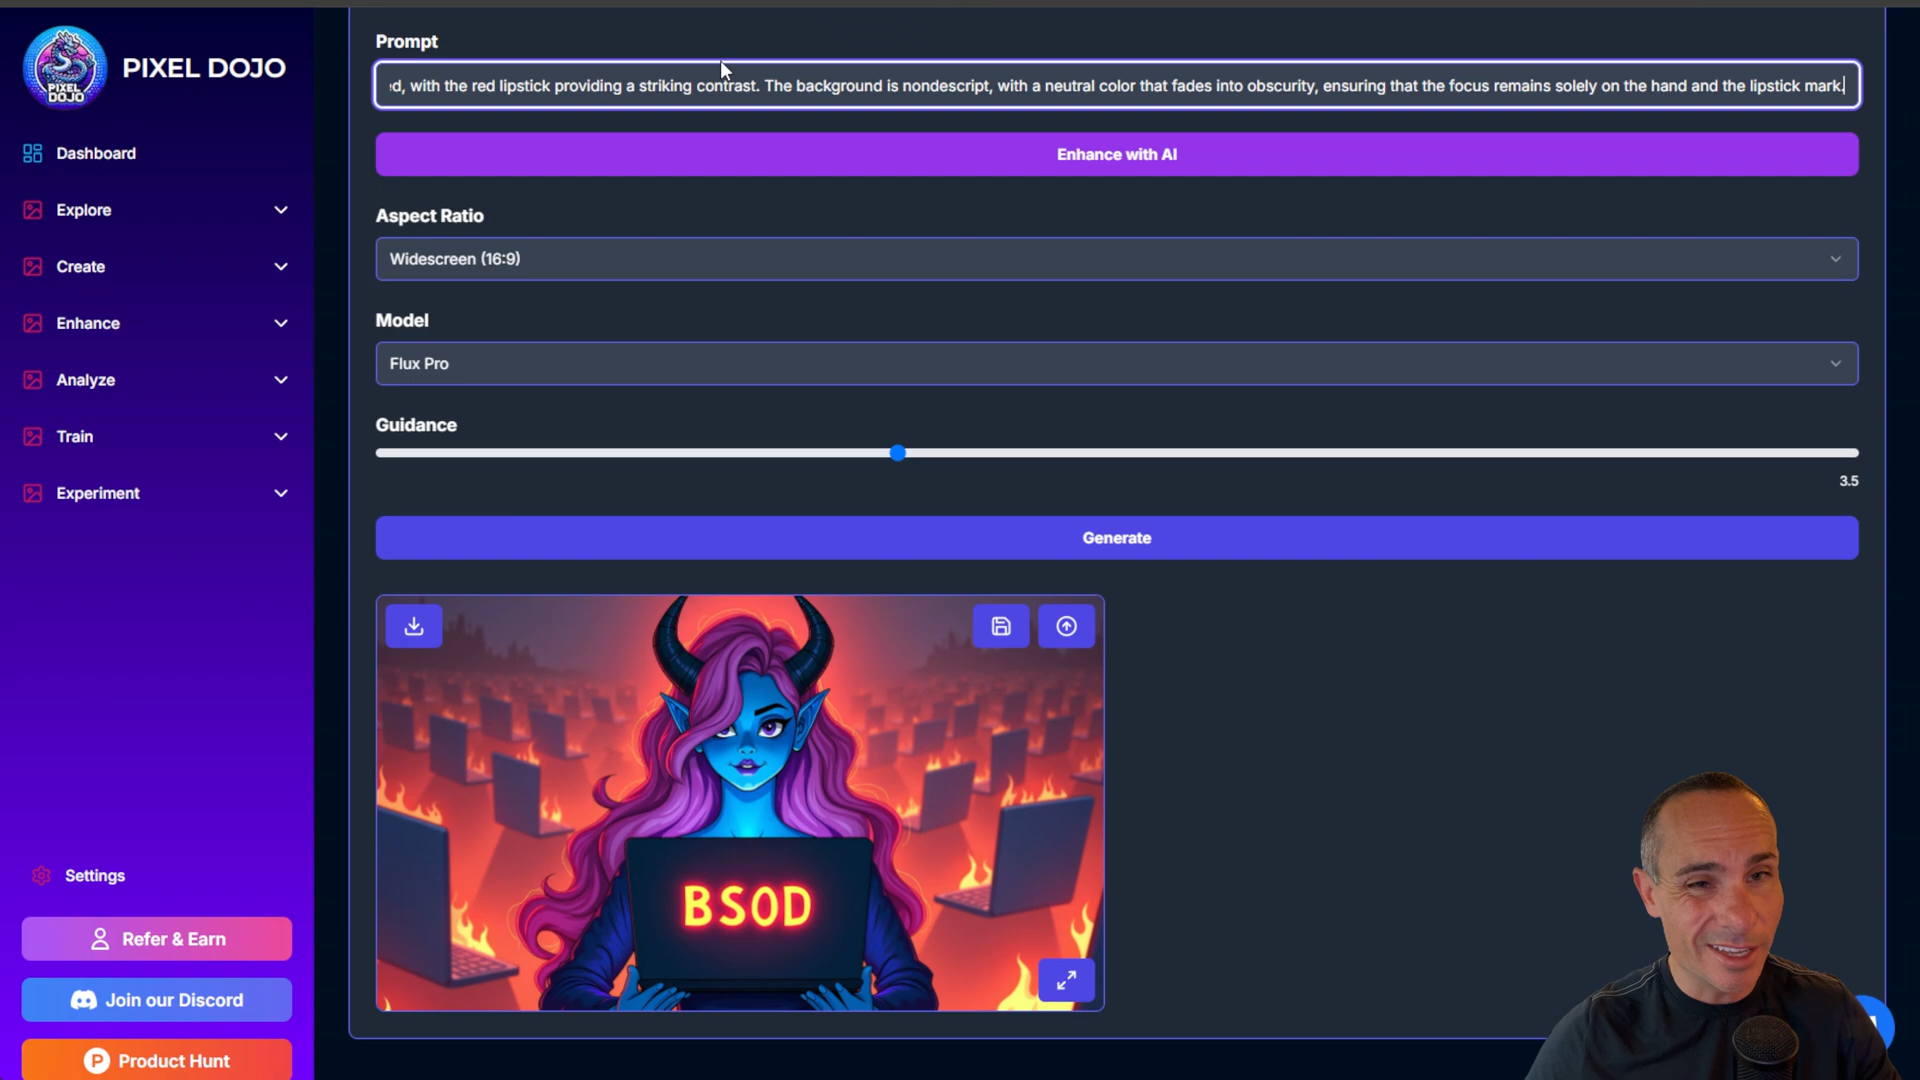 PIXEL DOJO
PIXEL
DOJO
Dashboard
Explore
Create
Enhance
Analyze
Train
Experiment
Settings
Refer & Earn
Join our Discord
Product Hunt
Prompt
ed, with the red lipstick providing a striking contrast. The background is nondescript, with a neutral color that fades into obscurity, ensuring that the focus remains solely on the hand and the lipstick mark.
Enhance with AI
Aspect Ratio
Widescreen (16:9)
Model
Flux Pro
Guidance
3.5
Generate
BSOD